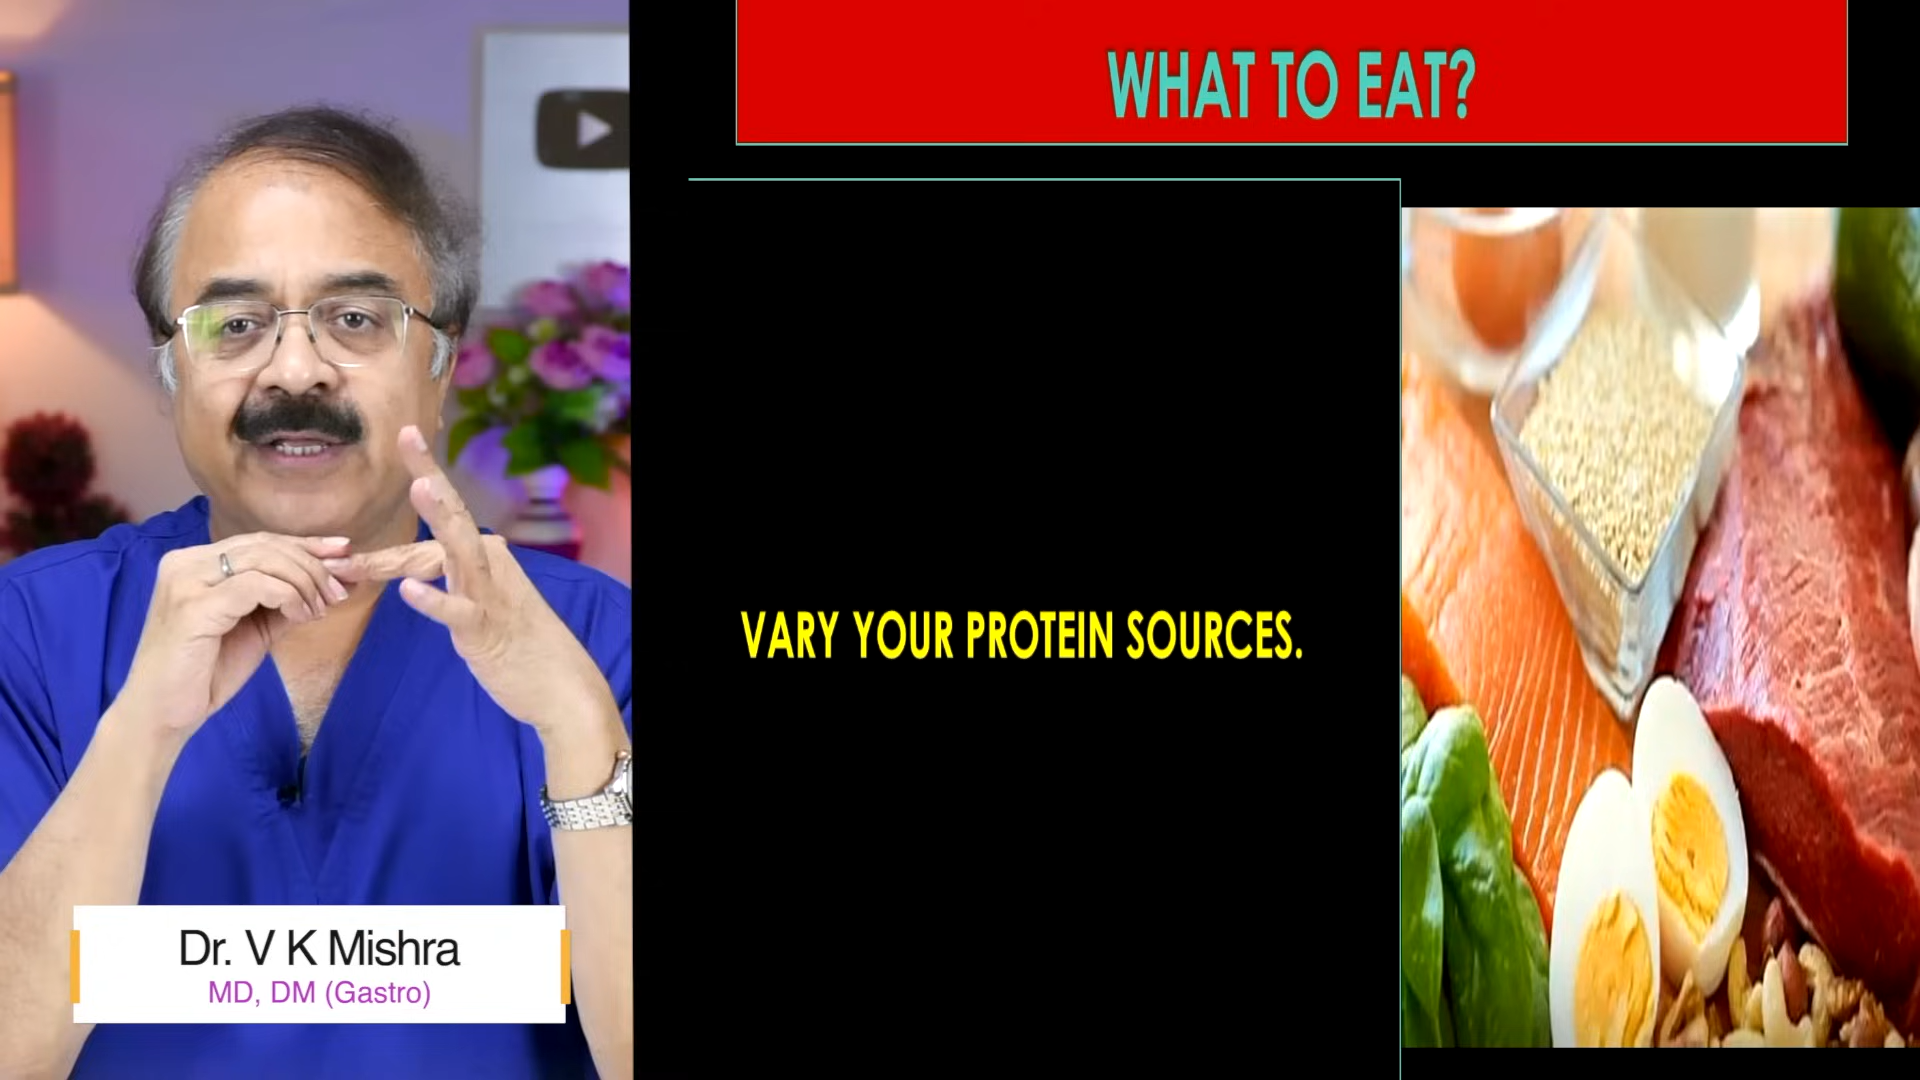 WHAT TO EAT?
VARY YOUR PROTEIN SOURCES.
Dr. V K Mishra
MD, DM (Gastro)